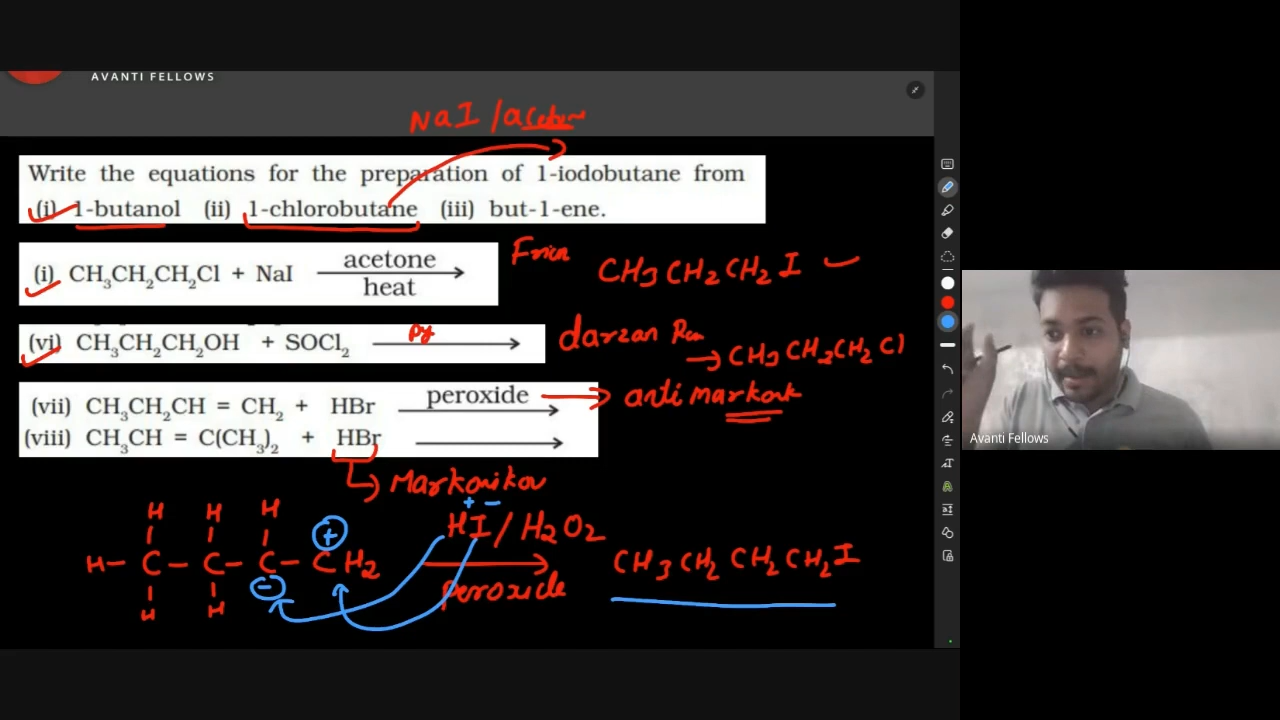 AVANTI FELLOWS
NaI / acetone
Write the equations for the preparation of 1-iodobutane from
(i) 1-butanol (ii) 1-chlorobutane (iii) but-1-ene.
(i) CH₃CH₂CH₂Cl + NaI acetone heat
CH3 CH2 CH2 I
(vi) CH₃CH₂CH₂OH + SOCl₂ Py
darzan Rxn
→ CH3 CH2 CH2 Cl
(vii) CH₃CH₂CH = CH₂ + HBr peroxide
anti markonk
(viii) CH₃CH = C(CH₃)₂ + HBr
Markonikov
+ −
H H H + HI / H2O2
H − C − C − C − CH2 CH3 CH2 CH2 CH2 I
− peroxide
H H
Avanti Fellows